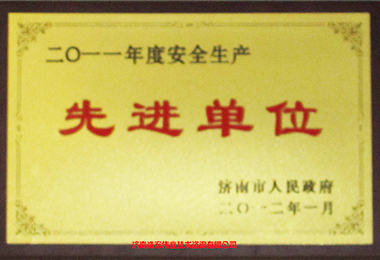 二〇一一年度安全生产
先进单位
济南市人民政府
二〇一二年一月